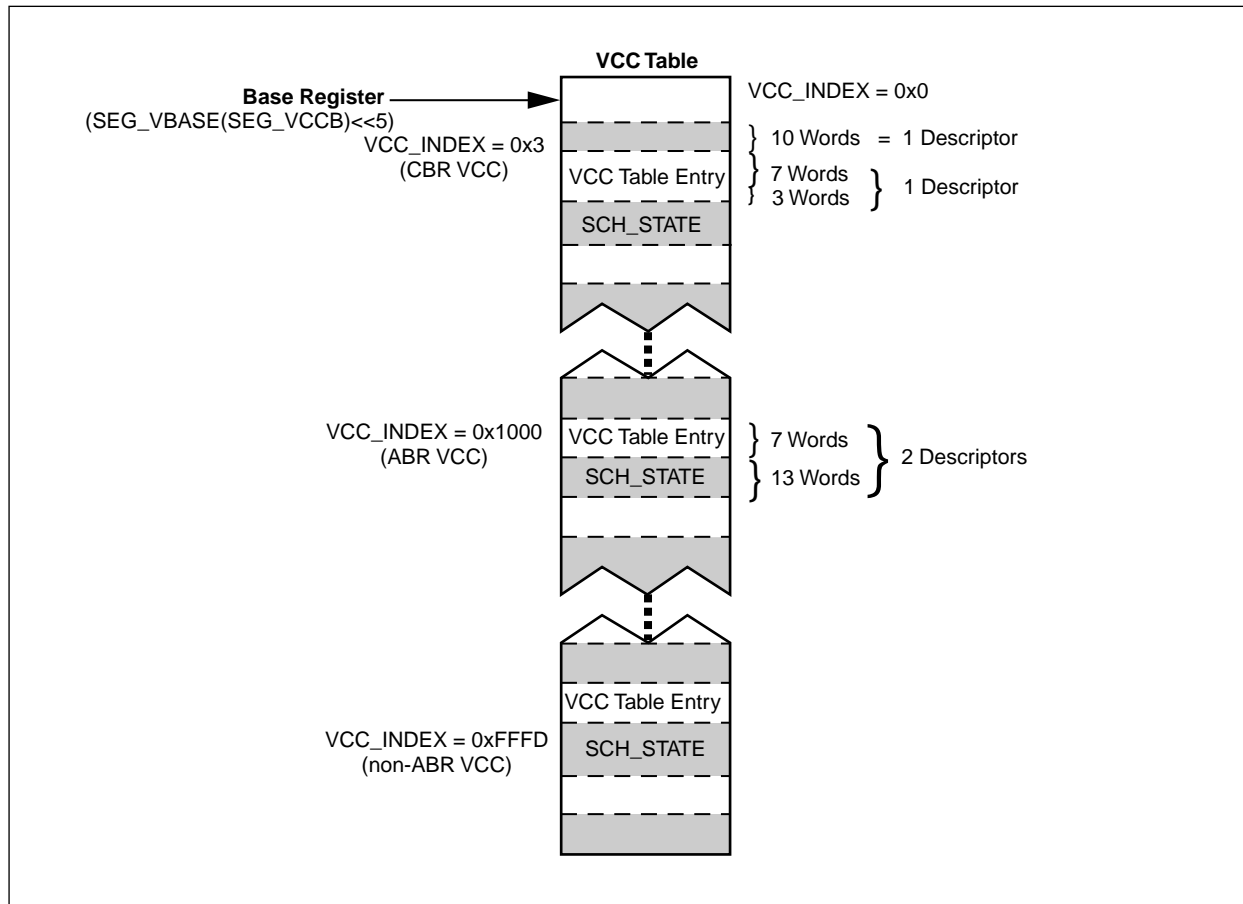 VCC Table
Base Register
(SEG_VBASE(SEG_VCCB)<<5)
VCC_INDEX = 0x0
VCC_INDEX = 0x3
(CBR VCC)
10 Words = 1 Descriptor
VCC Table Entry
7 Words
3 Words
1 Descriptor
SCH_STATE
VCC_INDEX = 0x1000
(ABR VCC)
VCC Table Entry
7 Words
SCH_STATE
13 Words
2 Descriptors
VCC Table Entry
VCC_INDEX = 0xFFFD
(non-ABR VCC)
SCH_STATE